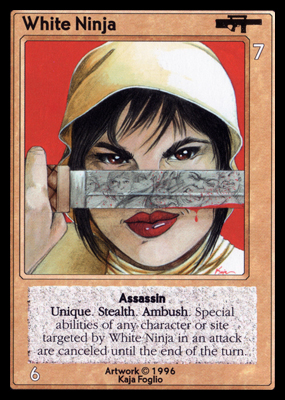 White Ninja
7
Assassin
Unique. Stealth. Ambush. Special
abilities of any character or site
targeted by White Ninja in an attack
are canceled until the end of the turn.
6
Artwork © 1996
Kaja Foglio